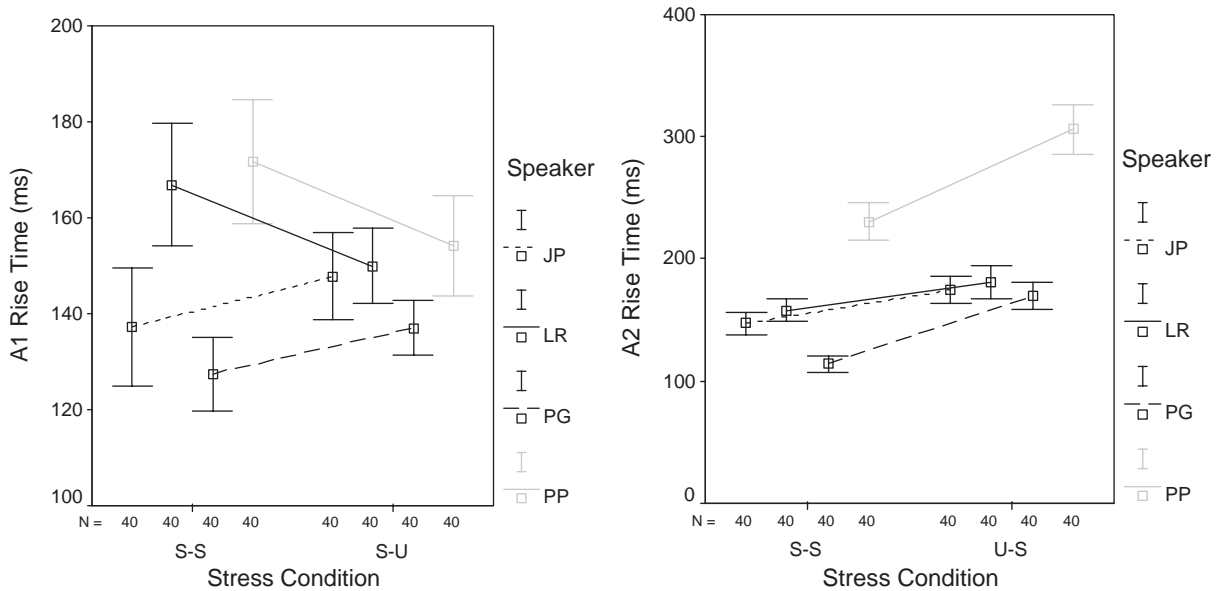 A1 Rise Time (ms)
200
180
160
140
120
100
N = 40 40 40 40 40 40 40 40
S-S S-U
Stress Condition
Speaker
JP
LR
PG
PP
A2 Rise Time (ms)
400
300
200
100
0
N = 40 40 40 40 40 40 40 40
S-S U-S
Stress Condition
Speaker
JP
LR
PG
PP